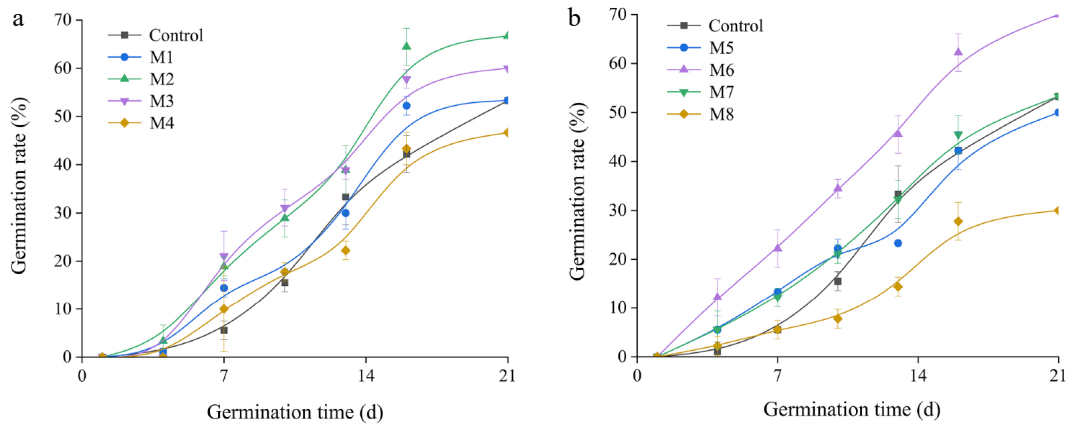 a
70
60
50
40
30
20
10
0
Germination rate (%)
Control
M1
M2
M3
M4
0
7
14
21
Germination time (d)
b
70
60
50
40
30
20
10
0
Germination rate (%)
Control
M5
M6
M7
M8
0
7
14
21
Germination time (d)